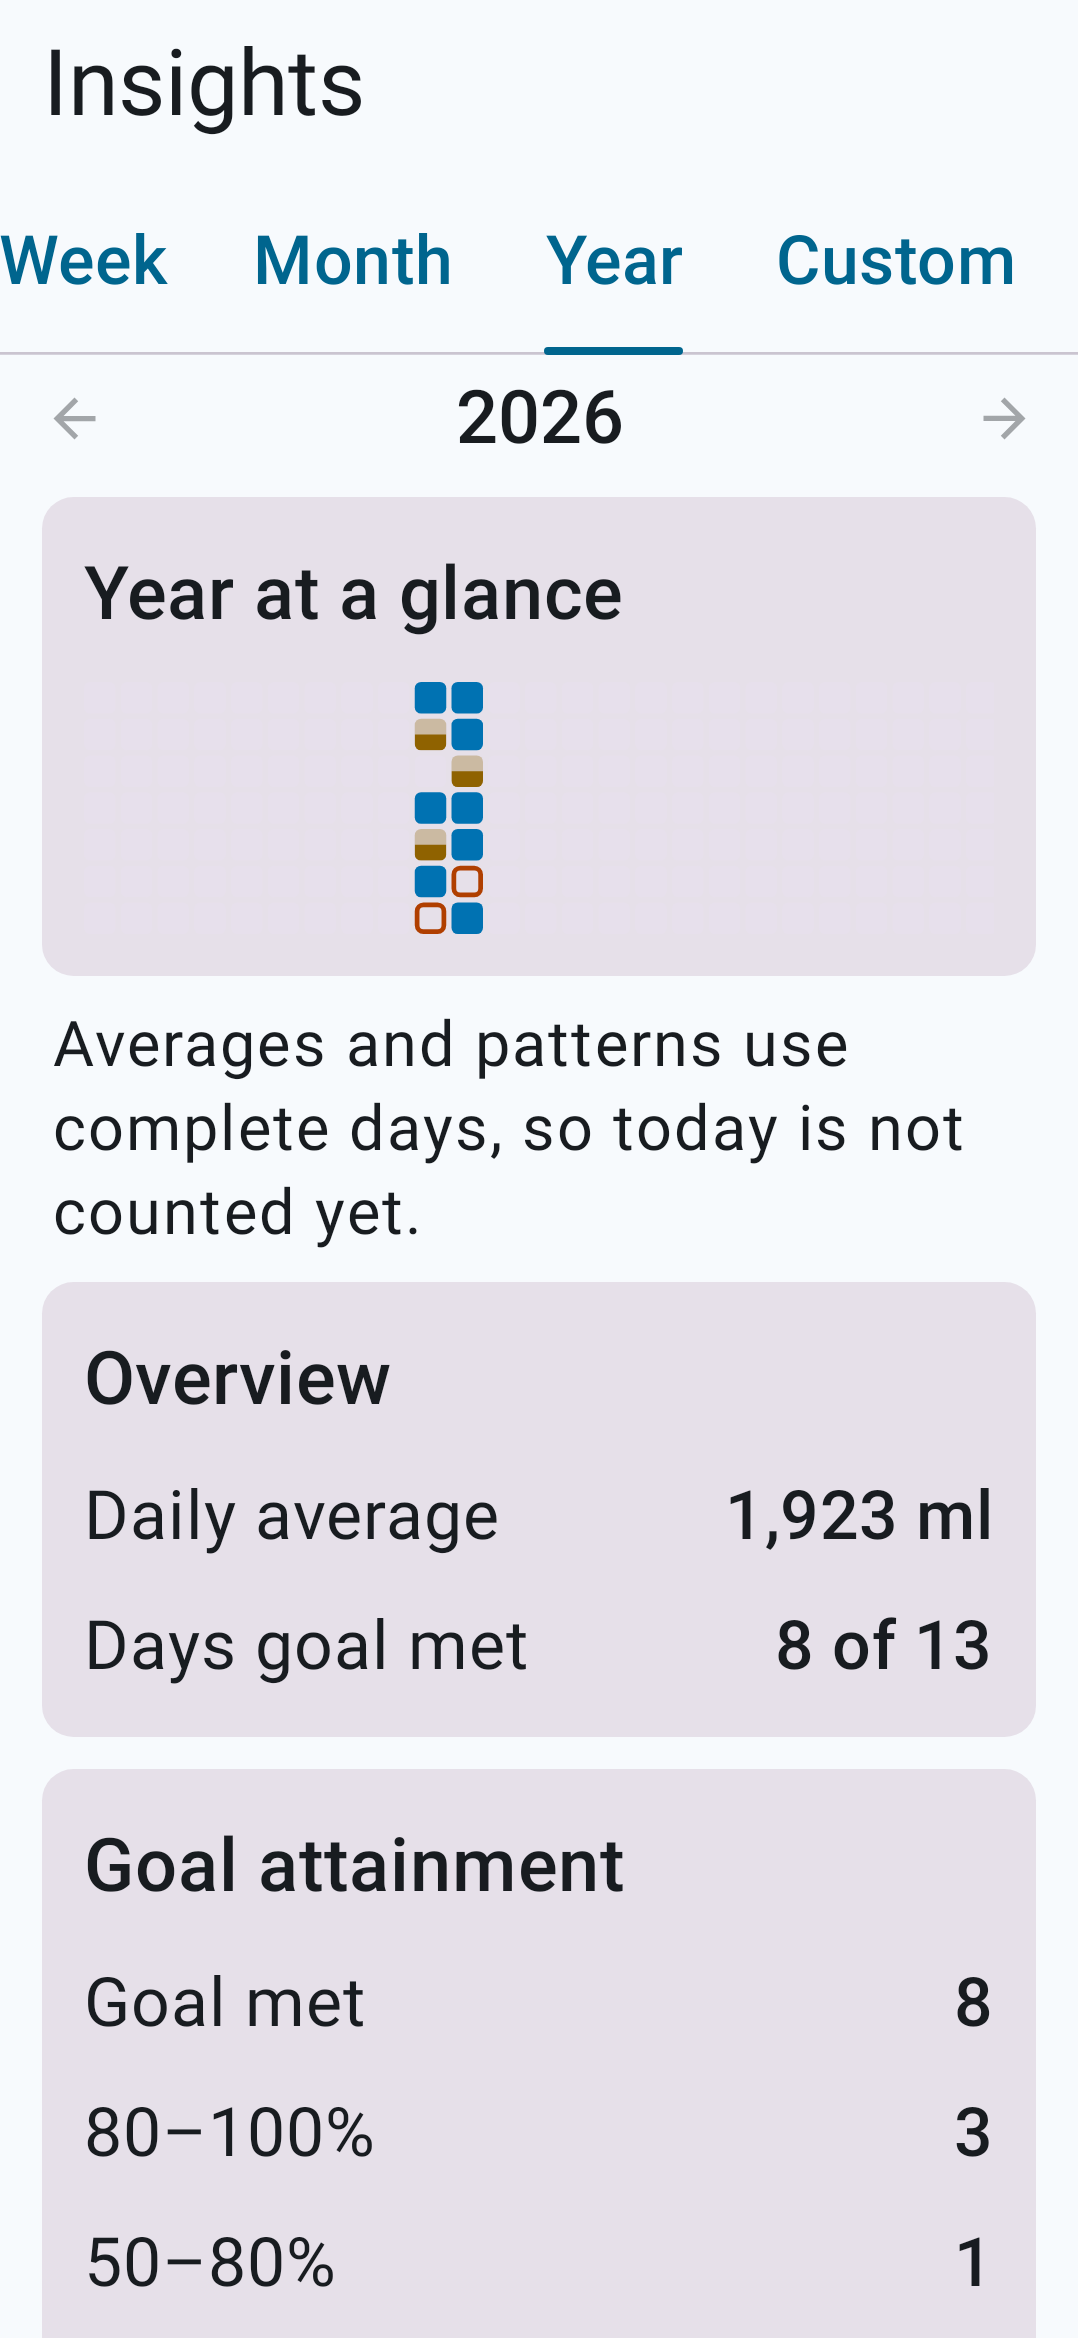 Insights
Week Month Year Custom
2026
Year at a glance
Averages and patterns use
complete days, so today is not
counted yet.
Overview
Daily average 1,923 ml
Days goal met 8 of 13
Goal attainment
Goal met 8
80–100% 3
50–80% 1